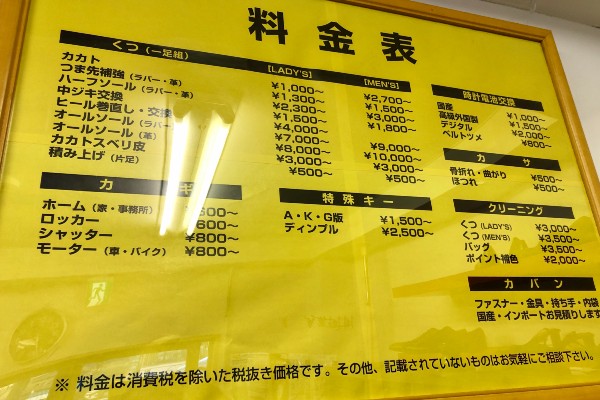 料金表
くつ（一足組） [LADY'S] [MEN'S]
カカト ¥1,000〜 ¥2,700〜
つま先補強（ラバー・革） ¥1,300〜 ¥1,500〜
ハーフソール（ラバー・革） ¥2,300〜 ¥3,000〜
中ジキ交換 ¥1,500〜 ¥1,800〜
ヒール巻直し・交換 ¥4,000〜
オールソール（ラバー） ¥7,000〜 ¥9,000〜
オールソール（革） ¥8,000〜 ¥10,000〜
カカトスベリ皮 ¥3,000〜 ¥3,000〜
積み上げ（片足） ¥500〜 ¥500〜
カ ギ
ホーム（家・事務所）
ロッカー 600〜
シャッター ¥800〜
モーター（車・バイク） ¥800〜
特殊キー
A・K・G版 ¥1,500〜
ディンプル ¥2,500〜
時計電池交換
国産 ¥1,000〜
高級外国製 ¥1,500〜
デジタル ¥2,000〜
ベルトツメ ¥800〜
カ サ
骨折れ・曲がり ¥500〜
ほつれ ¥500〜
クリーニング
くつ（LADY'S） ¥3,000〜
くつ（MEN'S） ¥3,500〜
バッグ ¥3,500〜
ポイント補色 ¥2,000〜
カバン
ファスナー・金具・持ち手・内袋
国産・インポートお見積りします
※ 料金は消費税を除いた税抜き価格です。その他、記載されていないものはお気軽にご相談下さい。